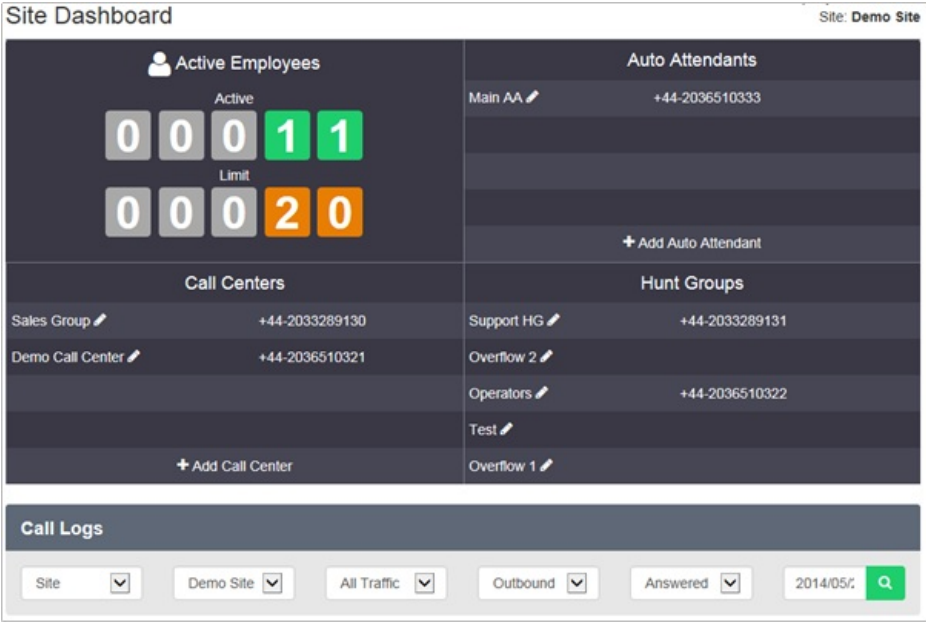 Site Dashboard
Site: Demo Site
Active Employees
Active
0 0 0 1 1
Limit
0 0 0 2 0
Auto Attendants
Main AA +44-2036510333
+ Add Auto Attendant
Call Centers
Sales Group +44-2033289130
Demo Call Center +44-2036510321
+ Add Call Center
Hunt Groups
Support HG +44-2033289131
Overflow 2
Operators +44-2036510322
Test
Overflow 1
Call Logs
Site Demo Site All Traffic Outbound Answered 2014/05/